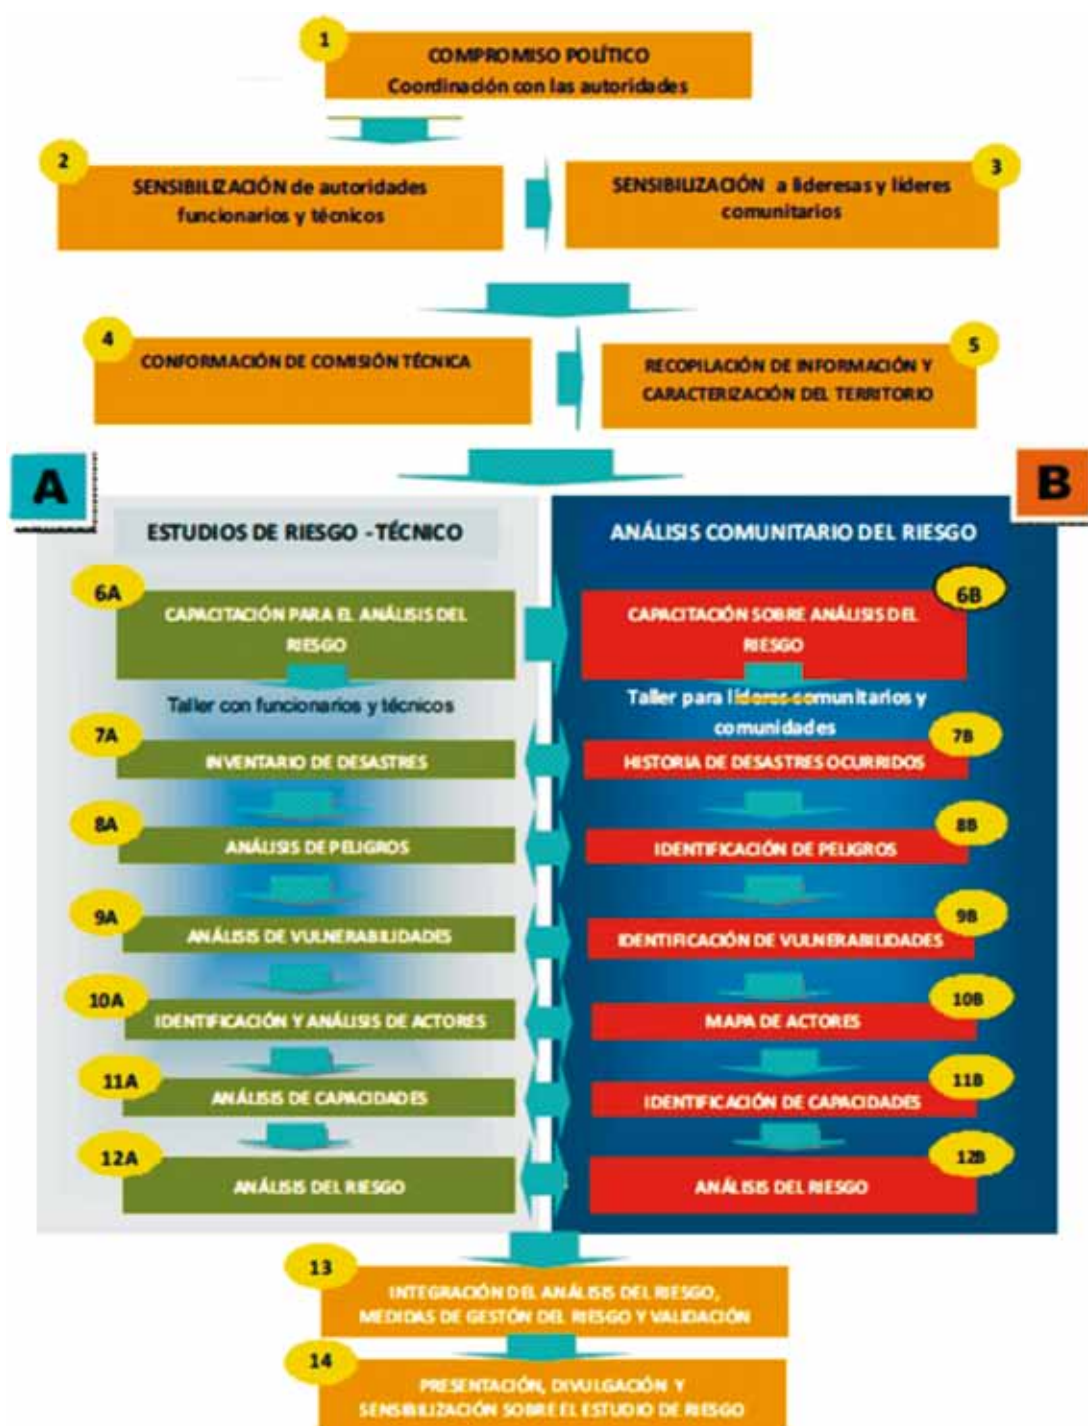 1
COMPROMISO POLÍTICO
Coordinación con las autoridades
2
SENSIBILIZACIÓN de autoridades
funcionarios y técnicos
3
SENSIBILIZACIÓN a lideresas y líderes
comunitarios
4
CONFORMACIÓN DE COMISIÓN TÉCNICA
5
RECOPILACIÓN DE INFORMACIÓN Y
CARACTERIZACIÓN DEL TERRITORIO
A
B
ESTUDIOS DE RIESGO - TÉCNICO
ANÁLISIS COMUNITARIO DEL RIESGO
6A
CAPACITACIÓN PARA EL ANÁLISIS DEL
RIESGO
6B
CAPACITACIÓN SOBRE ANÁLISIS DEL
RIESGO
Taller con funcionarios y técnicos
Taller para líderes comunitarios y
comunidades
7A
INVENTARIO DE DESASTRES
7B
HISTORIA DE DESASTRES OCURRIDOS
8A
ANÁLISIS DE PELIGROS
8B
IDENTIFICACIÓN DE PELIGROS
9A
ANÁLISIS DE VULNERABILIDADES
9B
IDENTIFICACIÓN DE VULNERABILIDADES
10A
IDENTIFICACIÓN Y ANÁLISIS DE ACTORES
10B
MAPA DE ACTORES
11A
ANÁLISIS DE CAPACIDADES
11B
IDENTIFICACIÓN DE CAPACIDADES
12A
ANÁLISIS DEL RIESGO
12B
ANÁLISIS DEL RIESGO
13
INTEGRACIÓN DEL ANÁLISIS DEL RIESGO,
MEDIDAS DE GESTÓN DEL RIESGO Y VALIDACIÓN
14
PRESENTACIÓN, DIVULGACIÓN Y
SENSIBILIZACIÓN SOBRE EL ESTUDIO DE RIESGO